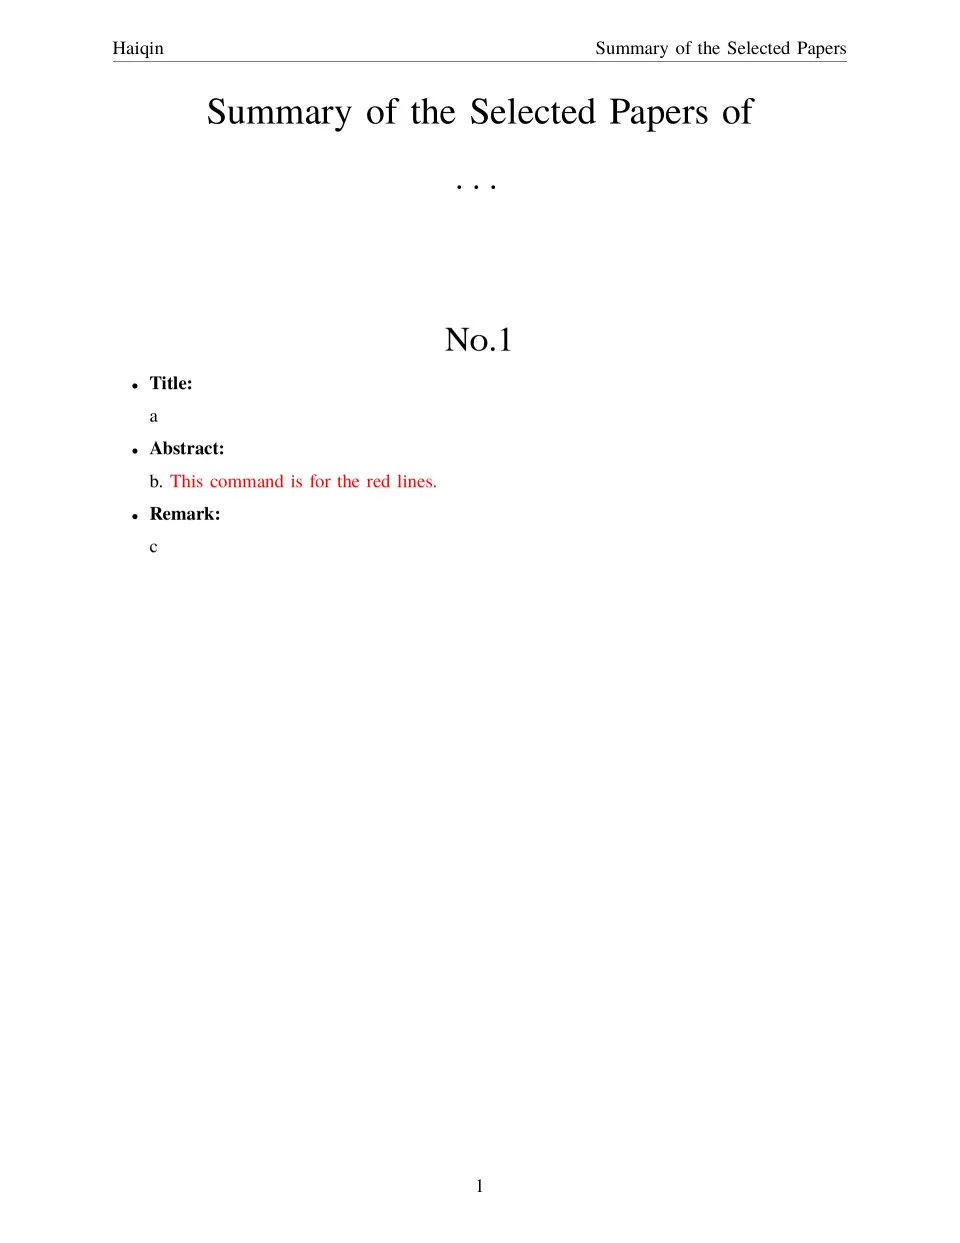 Haiqin Summary of the Selected Papers
Summary of the Selected Papers of
. . .
No.1
• Title:
a
• Abstract:
b. This command is for the red lines.
• Remark:
c
1